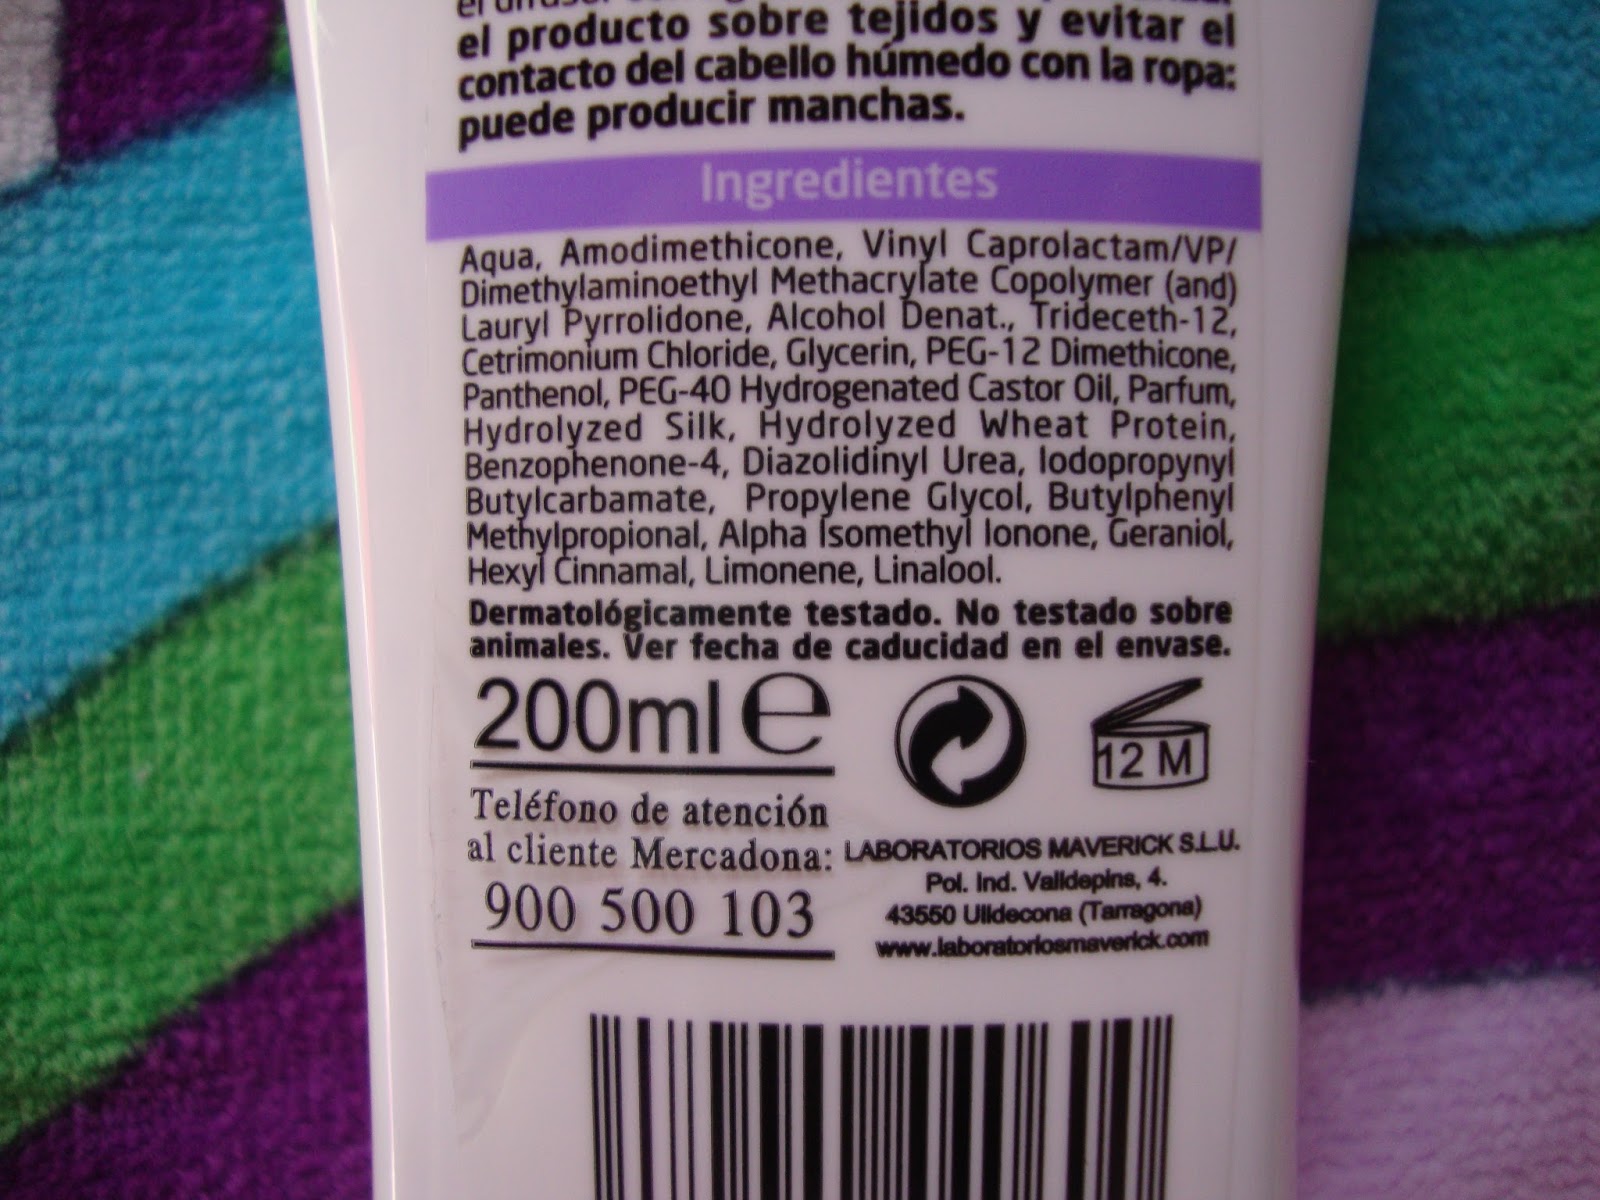 el producto sobre tejidos y evitar el
contacto del cabello húmedo con la ropa:
puede producir manchas.
Ingredientes
Aqua, Amodimethicone, Vinyl Caprolactam/VP/
Dimethylaminoethyl Methacrylate Copolymer (and)
Lauryl Pyrrolidone, Alcohol Denat., Trideceth-12,
Cetrimonium Chloride, Glycerin, PEG-12 Dimethicone,
Panthenol, PEG-40 Hydrogenated Castor Oil, Parfum,
Hydrolyzed Silk, Hydrolyzed Wheat Protein,
Benzophenone-4, Diazolidinyl Urea, Iodopropynyl
Butylcarbamate, Propylene Glycol, Butylphenyl
Methylpropional, Alpha Isomethyl Ionone, Geraniol,
Hexyl Cinnamal, Limonene, Linalool.
Dermatológicamente testado. No testado sobre
animales. Ver fecha de caducidad en el envase.
200ml e
12 M
Teléfono de atención
al cliente Mercadona:
900 500 103
LABORATORIOS MAVERICK S.L.U.
Pol. Ind. Valldepins, 4.
43550 Ulldecona (Tarragona)
www.laboratoriosmaverick.com